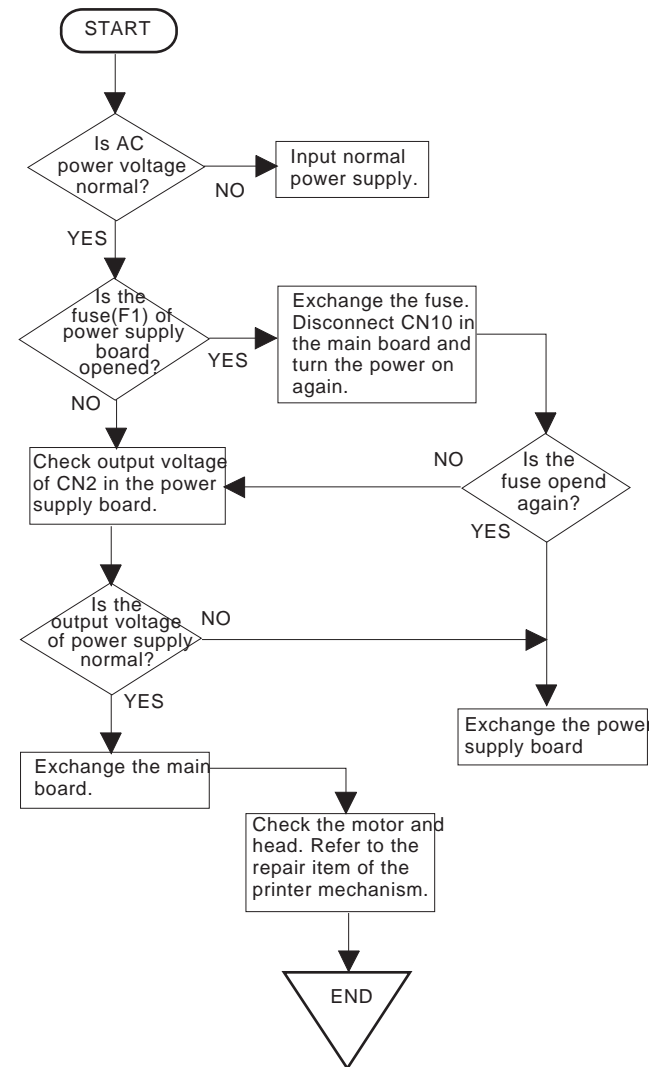 START
Is AC
power voltage
normal?
NO
Input normal
power supply.
YES
Is the
fuse(F1) of
power supply
board
opened?
YES
Exchange the fuse.
Disconnect CN10 in
the main board and
turn the power on
again.
NO
Check output voltage
of CN2 in the power
supply board.
NO
Is the
fuse opend
again?
YES
Is the
output voltage
of power supply
normal?
NO
YES
Exchange the power
supply board
Exchange the main
board.
Check the motor and
head. Refer to the
repair item of the
printer mechanism.
END